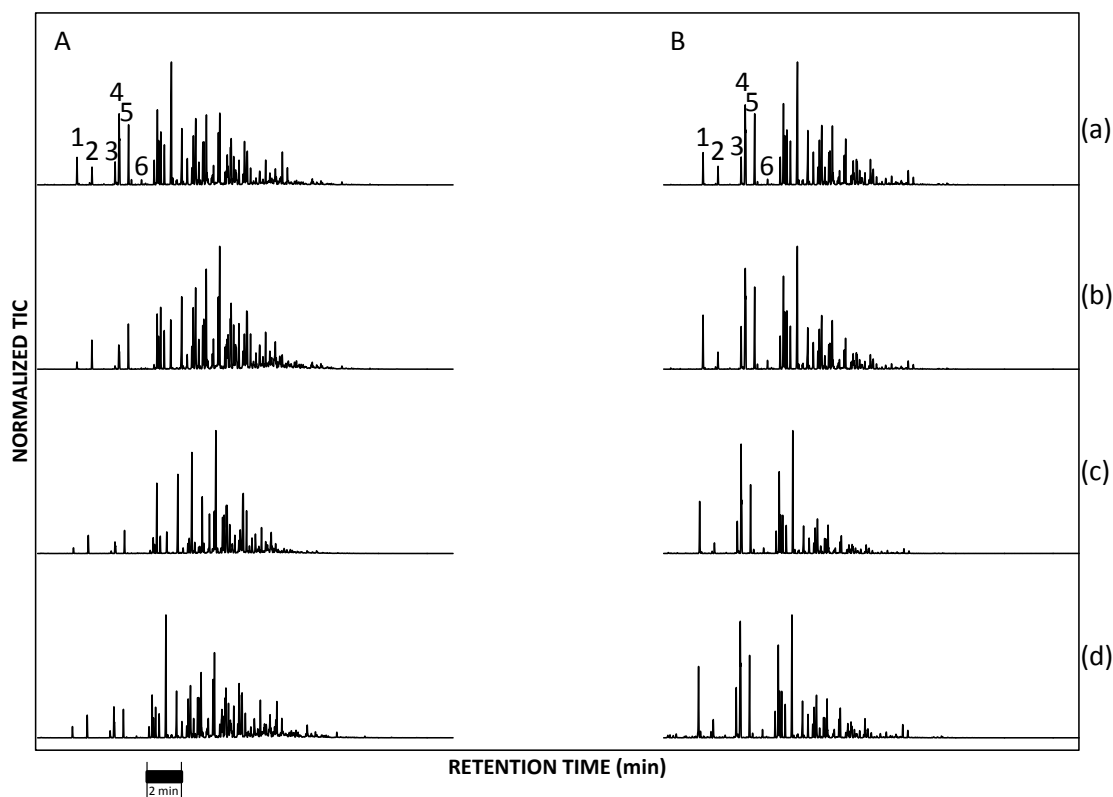 A
B
1
2
3
4
5
6
1
2
3
4
5
6
(a)
(b)
(c)
(d)
NORMALIZED TIC
RETENTION TIME (min)
2 min